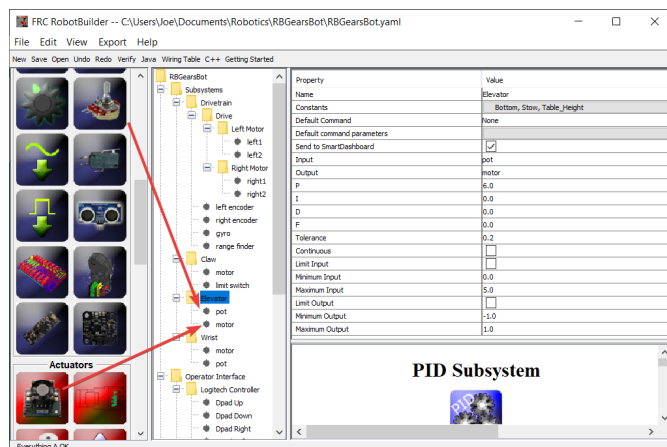 FRC RobotBuilder -- C:\Users\Joe\Documents\Robotics\RBGearsBot\RBGearsBot.yaml
File Edit View Export Help
New Save Open Undo Redo Verify Java Wiring Table C++ Getting Started
Actuators
RBGearsBot
Subsystems
Drivetrain
Drive
Left Motor
left1
left2
Right Motor
right1
right2
left encoder
right encoder
gyro
range finder
Claw
motor
limit switch
Elevator
pot
motor
Wrist
motor
pot
Operator Interface
Logitech Controller
Dpad Up
Dpad Down
Dpad Right
Property Value
Name Elevator
Constants Bottom, Stow, Table_Height
Default Command None
Default command parameters
Send to SmartDashboard
Input pot
Output motor
P 6.0
I 0.0
D 0.0
F 0.0
Tolerance 0.2
Continuous
Limit Input
Minimum Input 0.0
Maximum Input 5.0
Limit Output
Minimum Output -1.0
Maximum Output 1.0
PID Subsystem
PID
Everything A OK